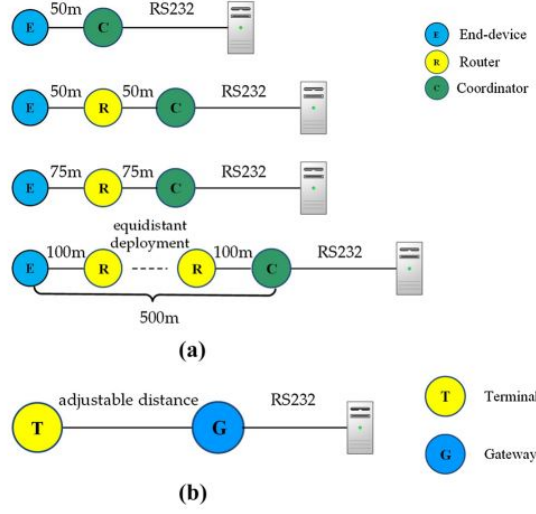 50m RS232
E C
E End-device
R Router
C Coordinator
50m 50m RS232
E R C
75m 75m RS232
E R C
equidistant
deployment
100m 100m RS232
E R R C
500m
(a)
adjustable distance RS232
T G
T Terminal
G Gateway
(b)